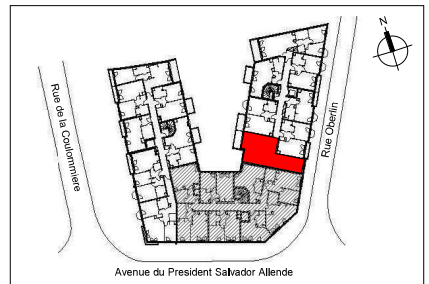 N
Rue de la Coulommiere
Rue Oberlin
Avenue du President Salvador Allende